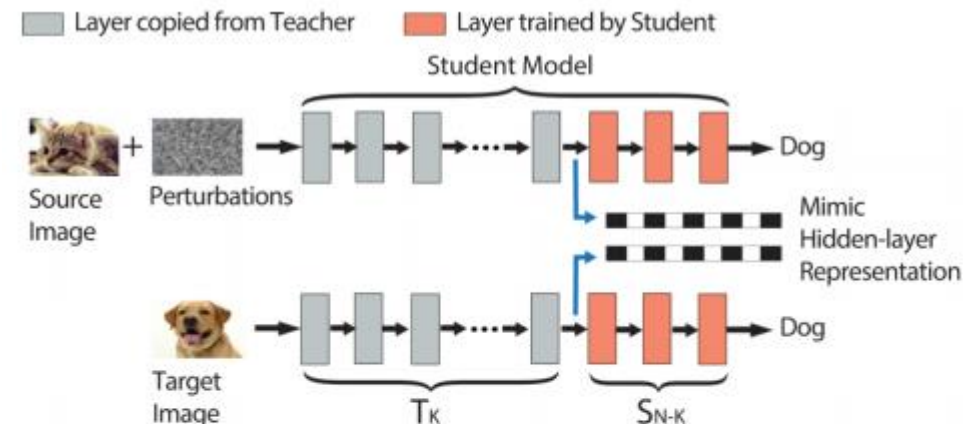 Layer copied from Teacher
Layer trained by Student
Student Model
+
Dog
Source
Image
Perturbations
Mimic
Hidden-layer
Representation
Dog
Target
Image
TK
SN-K